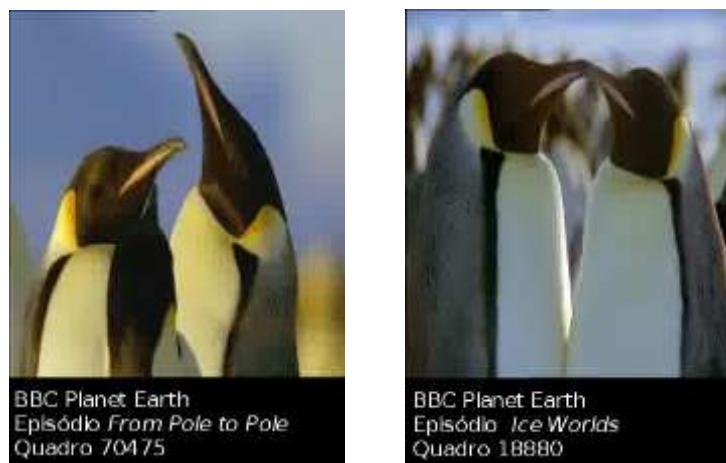 BBC Planet Earth
Episódio From Pole to Pole
Quadro 70475
BBC Planet Earth
Episódio Ice Worlds
Quadro 18880